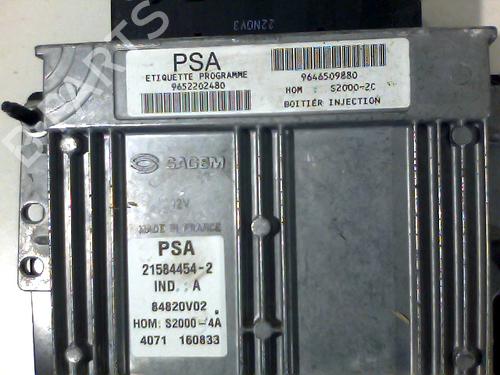 22NOV3
PSA
ETIQUETTE PROGRAMME
9652202480
9646509880
HOM : S2000-2C
BOITIER INJECTION
SAGEM
12V
MADE IN FRANCE
PSA
21584454-2
IND. : A
84820V02
HOM: S2000-4A
4071 160833
B-PARTS